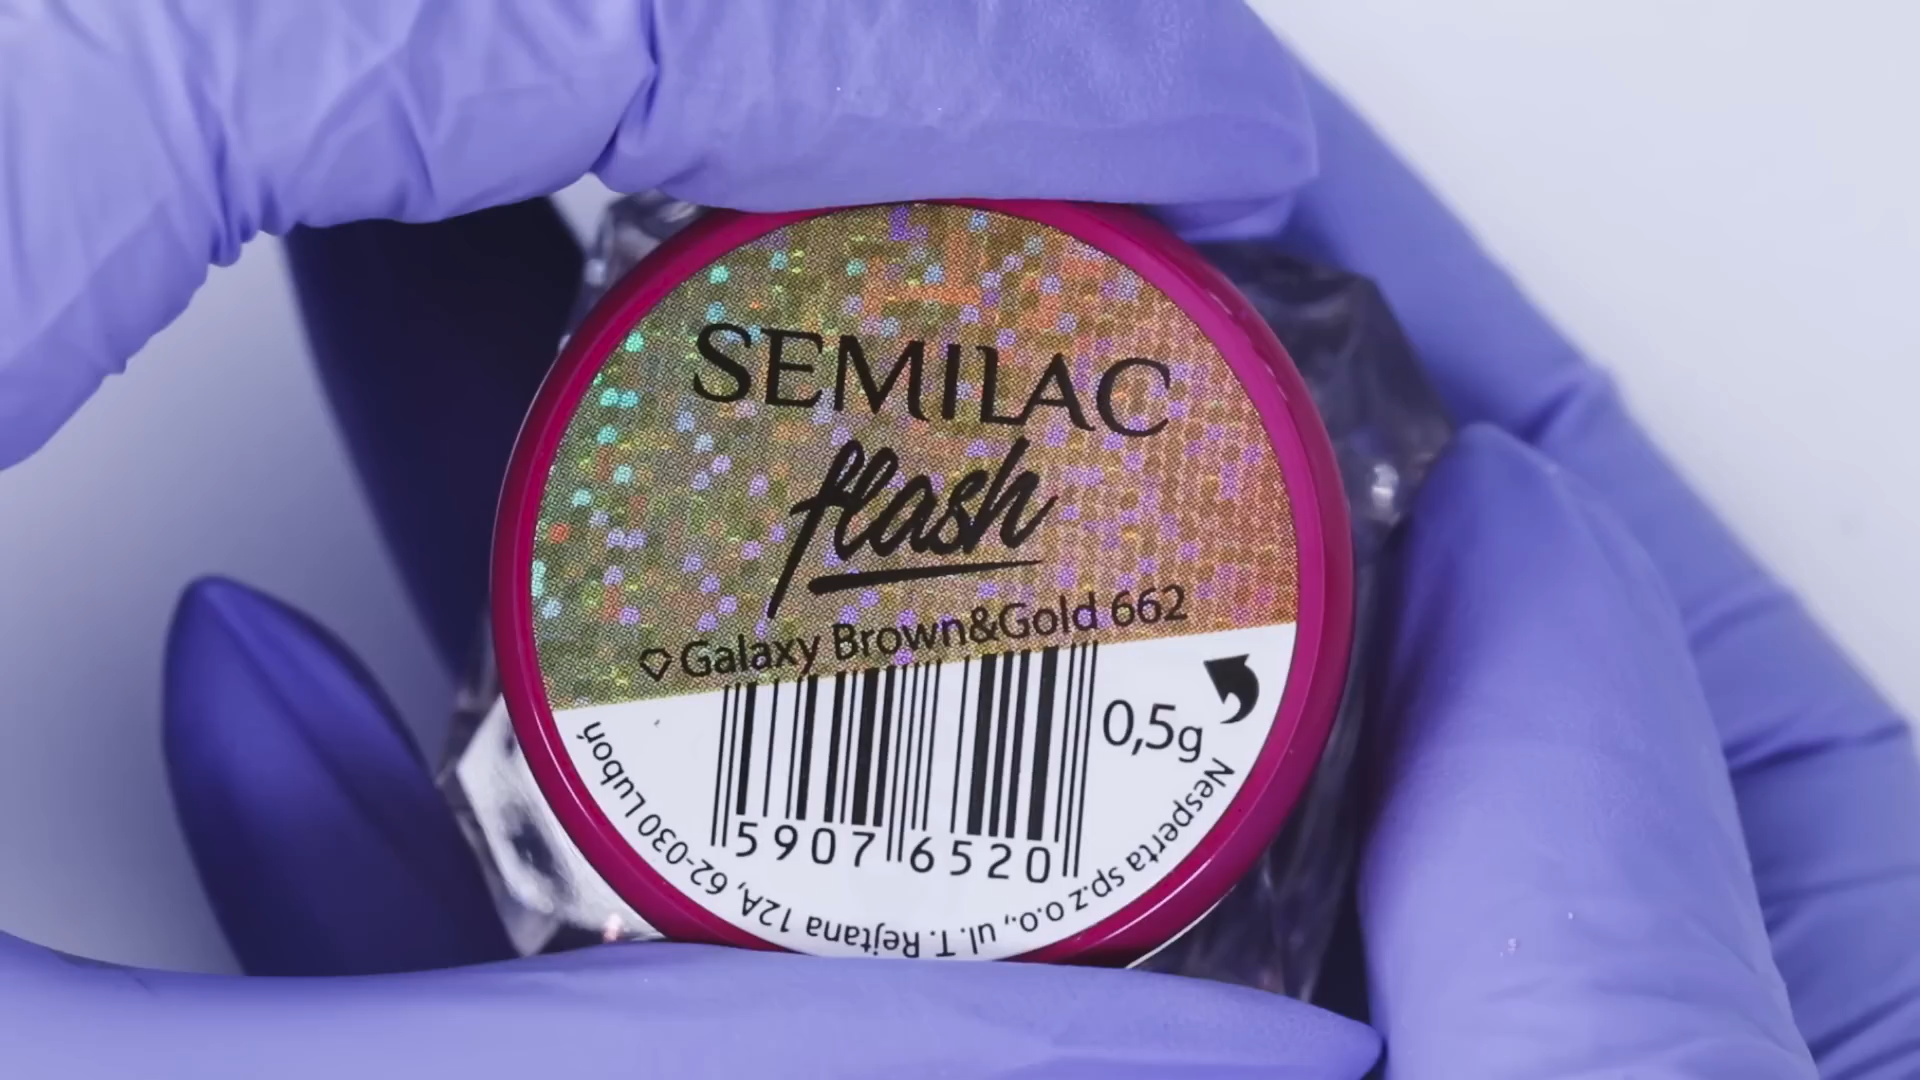 SEMILAC
flash
Galaxy Brown&Gold 662
0,5g
5907 6520
Nesperta sp.z o.o., ul. T. Rejtana 12A, 62-030 Luboń